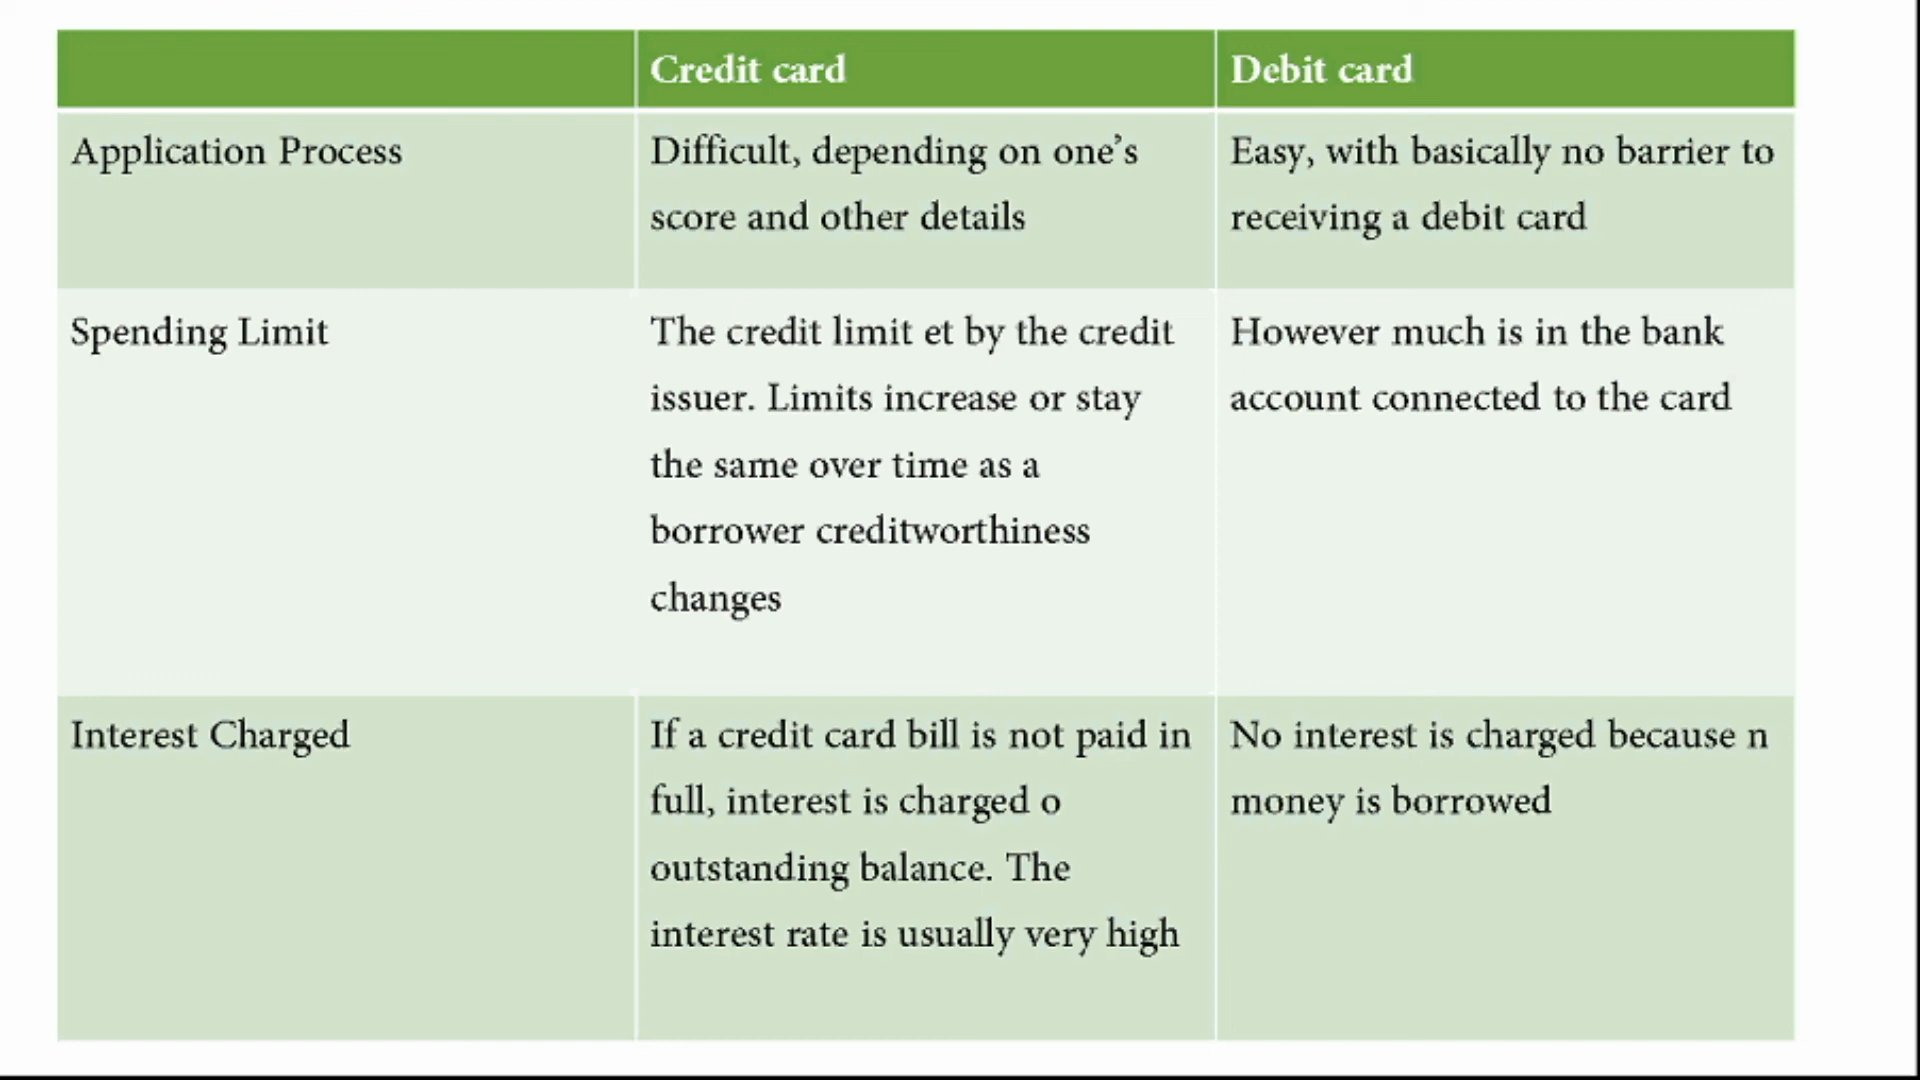 Credit card
Debit card
Application Process
Difficult, depending on one's
score and other details
Easy, with basically no barrier to
receiving a debit card
Spending Limit
The credit limit et by the credit
issuer. Limits increase or stay
the same over time as a
borrower creditworthiness
changes
However much is in the bank
account connected to the card
Interest Charged
If a credit card bill is not paid in
full, interest is charged o
outstanding balance. The
interest rate is usually very high
No interest is charged because n
money is borrowed